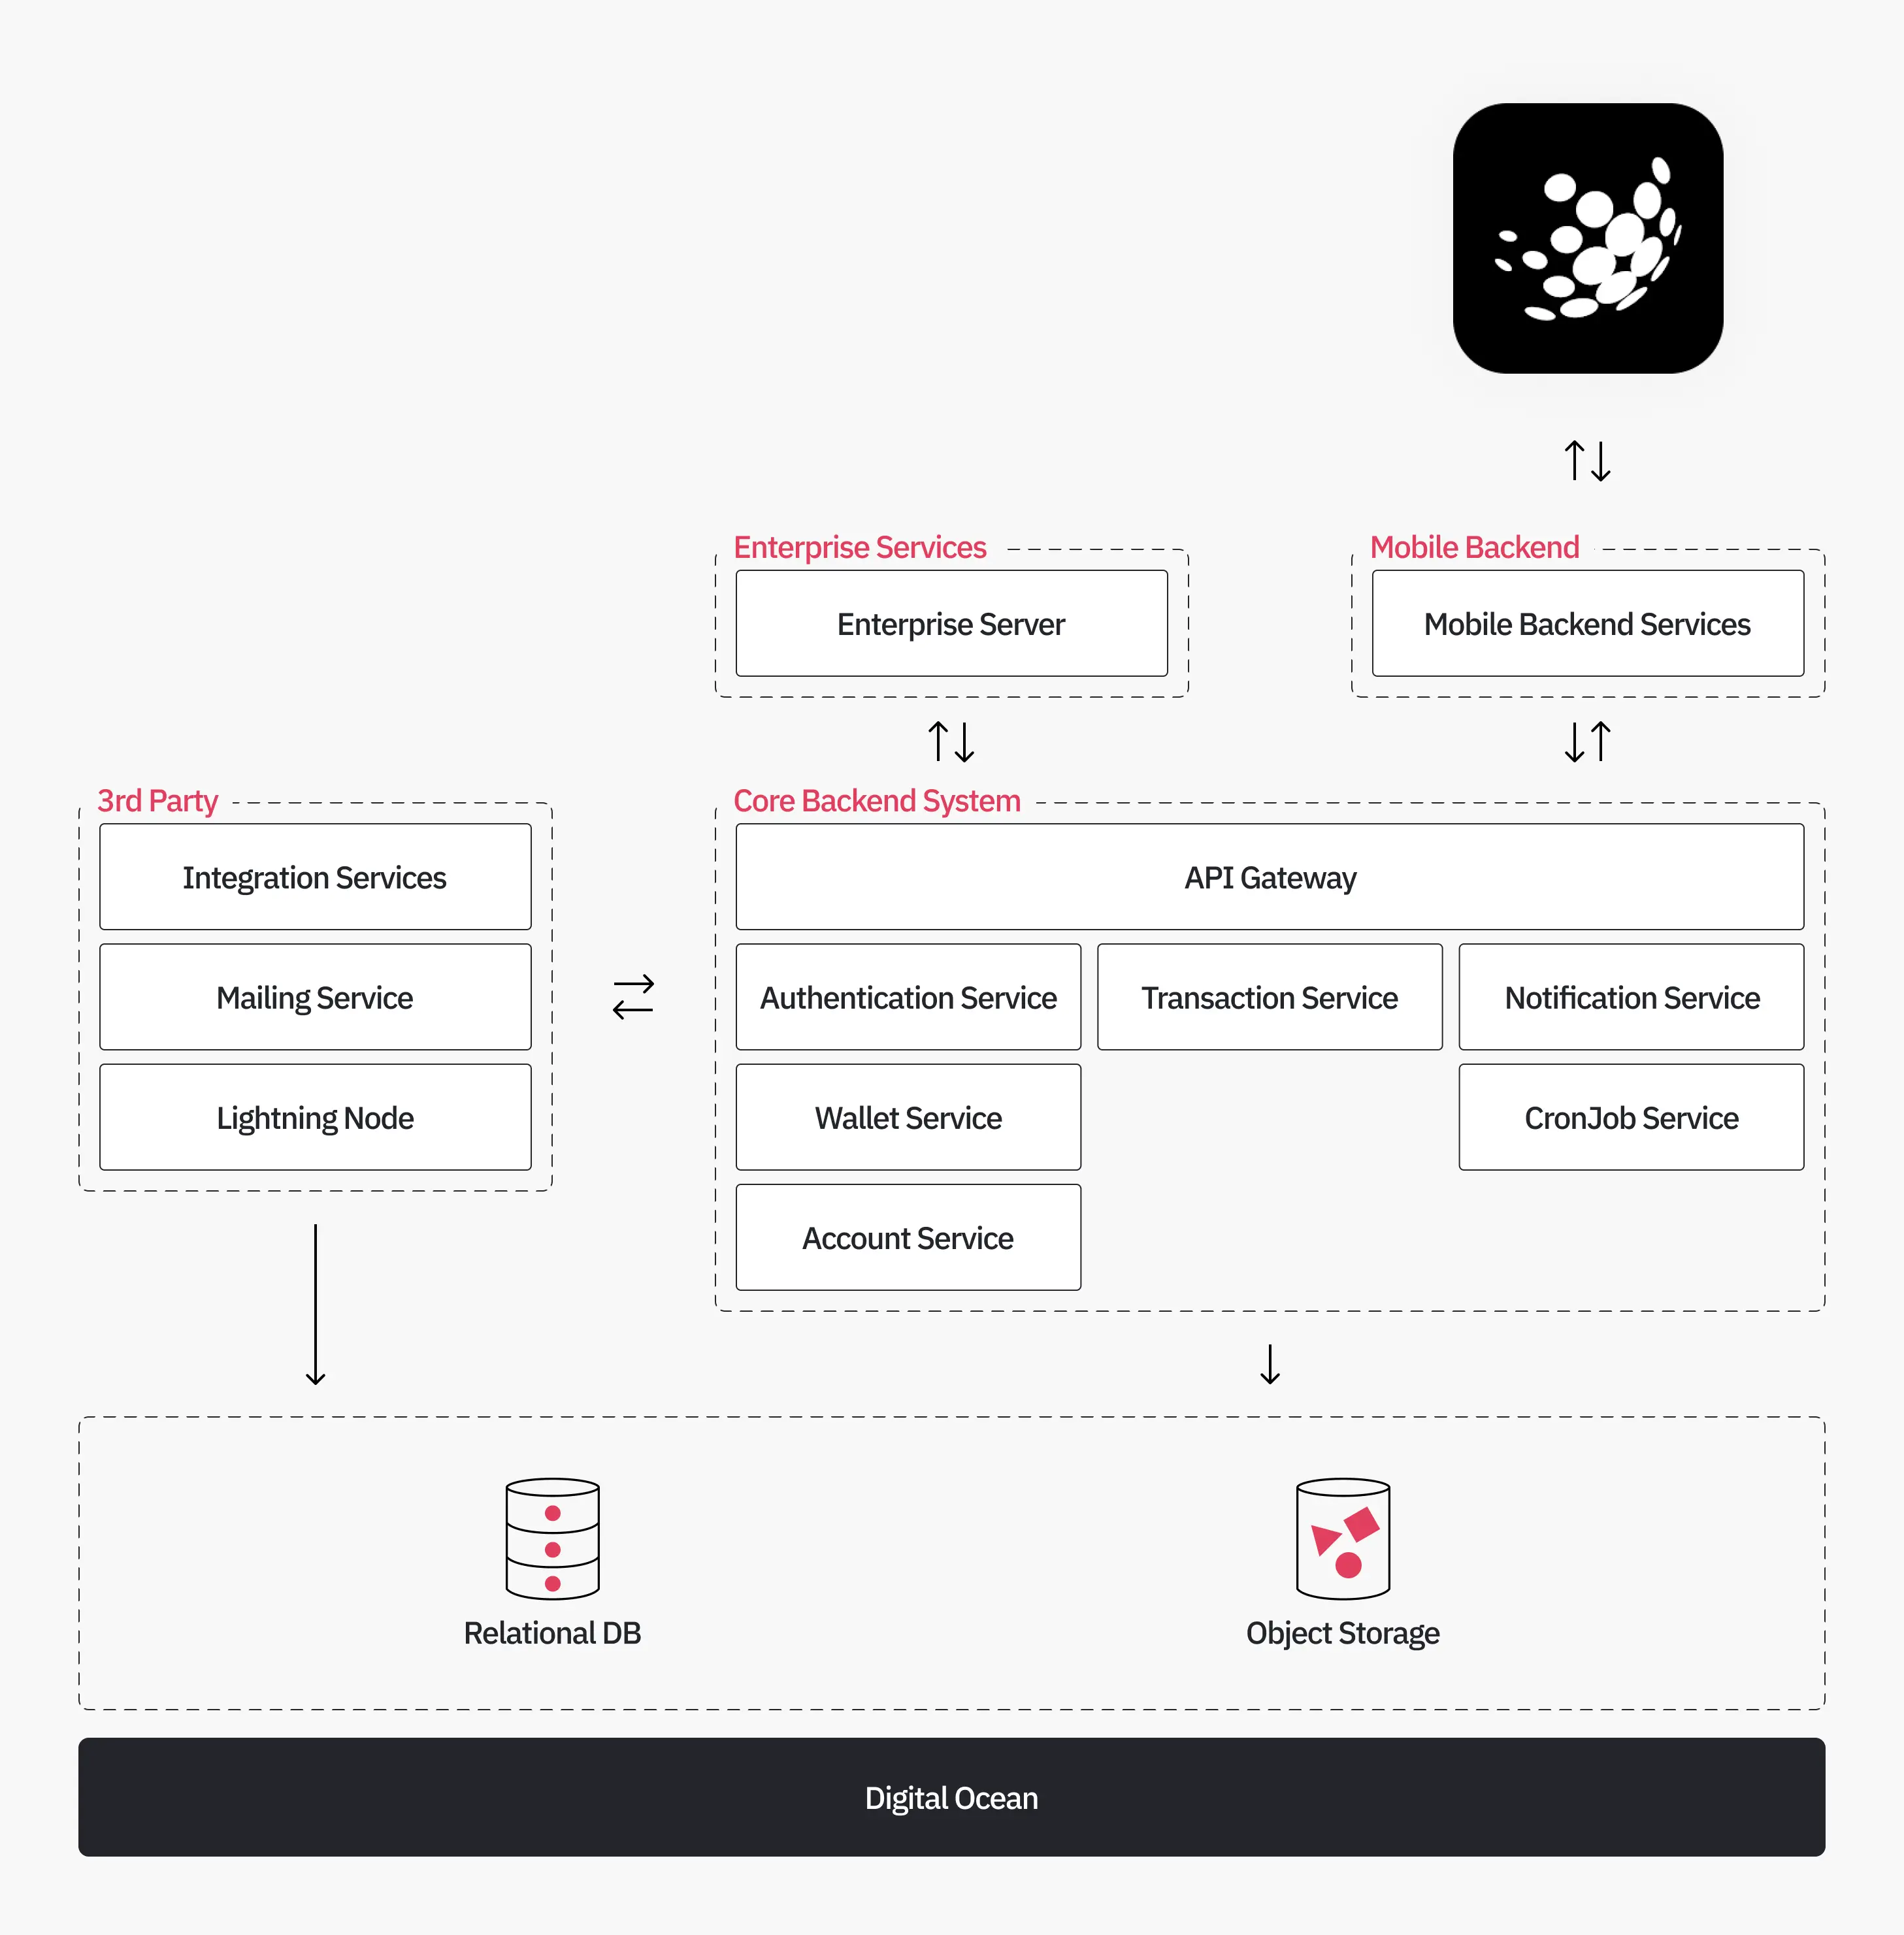 Enterprise Services
Mobile Backend
Enterprise Server
Mobile Backend Services
3rd Party
Core Backend System
Integration Services
API Gateway
Mailing Service
Authentication Service
Transaction Service
Notification Service
Lightning Node
Wallet Service
CronJob Service
Account Service
Relational DB
Object Storage
Digital Ocean